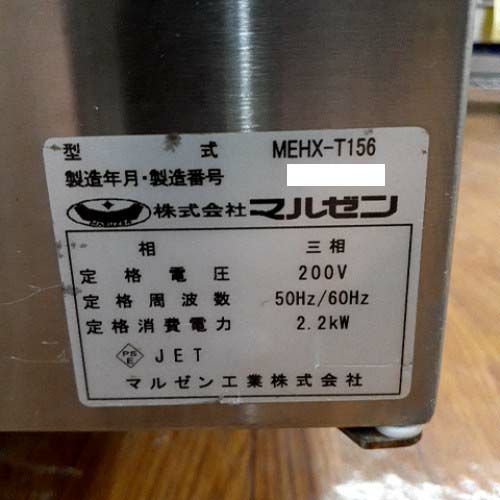 型式 MEHX-T156
製造年月・製造番号
株式会社マルゼン
相 三相
定格電圧 200V
定格周波数 50Hz/60Hz
定格消費電力 2.2kW
PS E JET
マルゼン工業株式会社